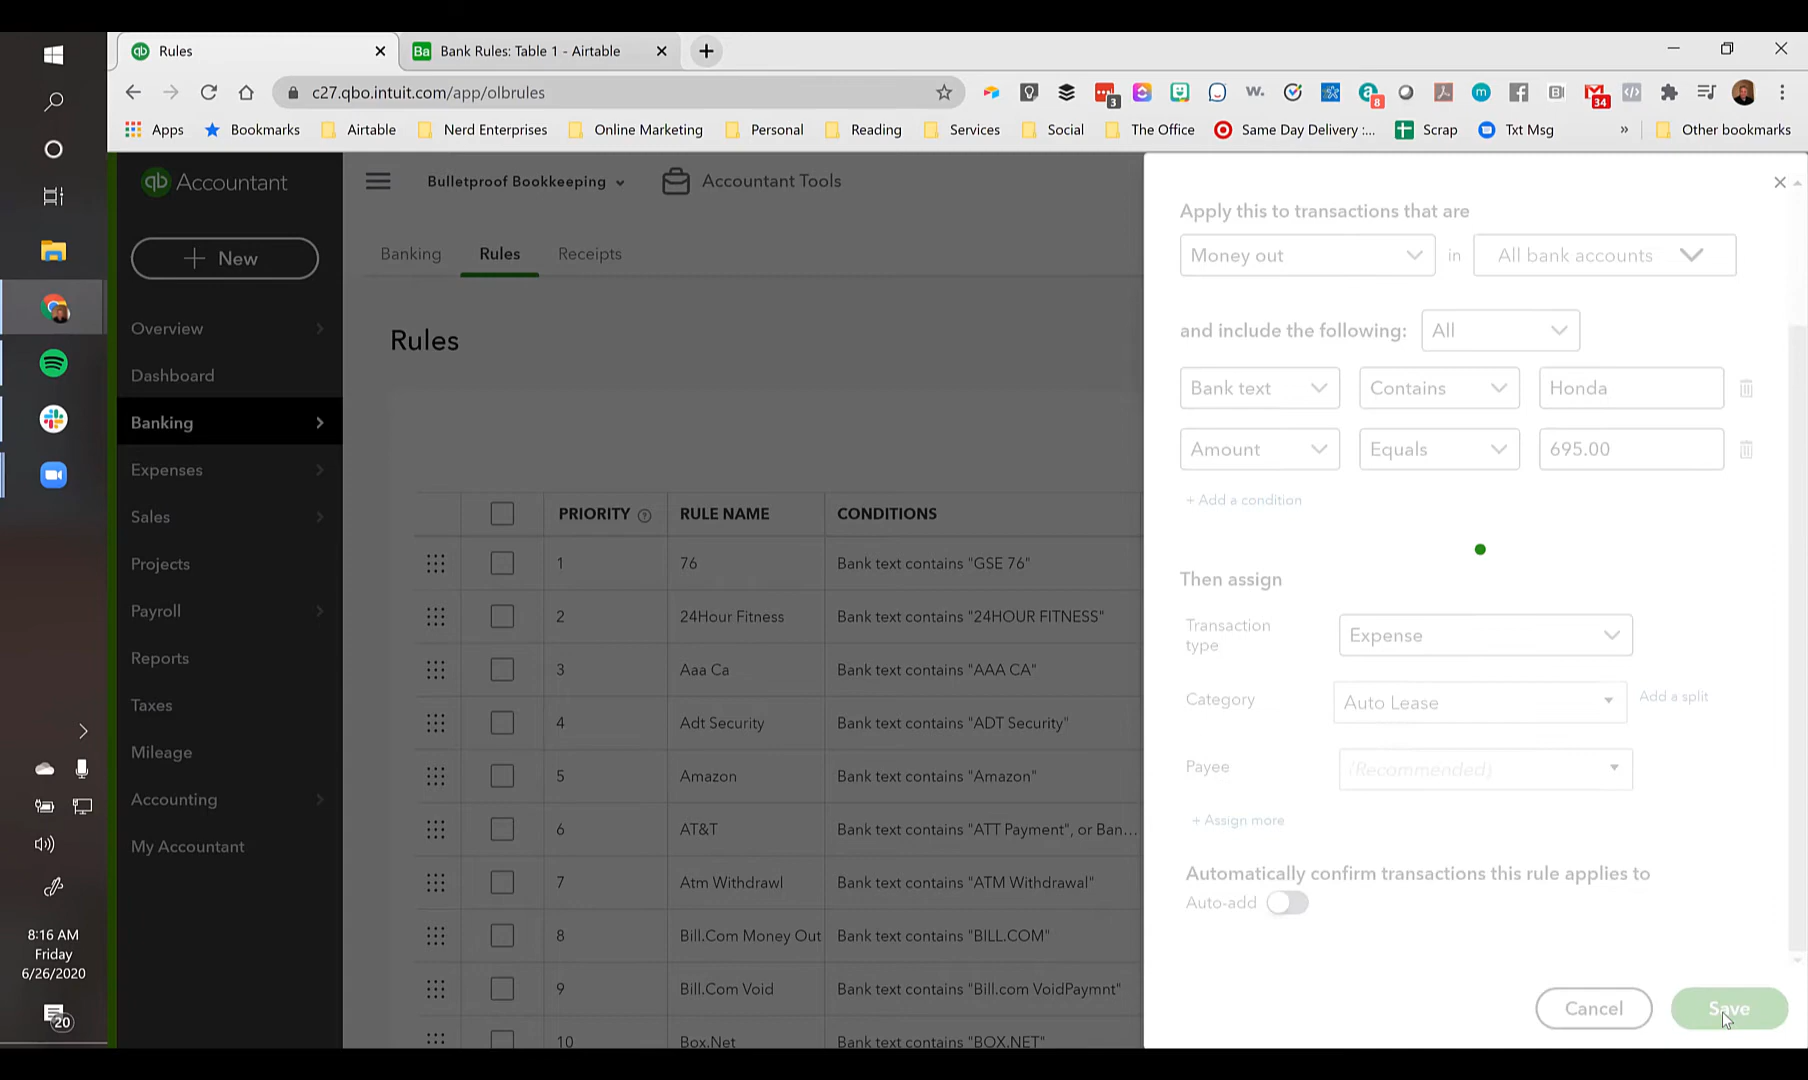 Rules
Bank Rules: Table 1 - Airtable
c27.qbo.intuit.com/app/olbrules
3
8
34
Apps
Bookmarks
Airtable
Nerd Enterprises
Online Marketing
Personal
Reading
Services
Social
The Office
Same Day Delivery :...
Scrap
Txt Msg
»
Other bookmarks
qb Accountant
Bulletproof Bookkeeping
Accountant Tools
+ New
Overview
Dashboard
Banking
Expenses
Sales
Projects
Payroll
Reports
Taxes
Mileage
Accounting
My Accountant
Banking
Rules
Receipts
Rules
PRIORITY RULE NAME CONDITIONS
1 76 Bank text contains "GSE 76"
2 24Hour Fitness Bank text contains "24HOUR FITNESS"
3 Aaa Ca Bank text contains "AAA CA"
4 Adt Security Bank text contains "ADT Security"
5 Amazon Bank text contains "Amazon"
6 AT&T Bank text contains "ATT Payment", or Ban...
7 Atm Withdrawl Bank text contains "ATM Withdrawal"
8 Bill.Com Money Out Bank text contains "BILL.COM"
9 Bill.Com Void Bank text contains "Bill.com VoidPaymnt"
10 Box.Net Bank text contains "BOX.NET"
Apply this to transactions that are
Money out in All bank accounts
and include the following: All
Bank text Contains Honda
Amount Equals 695.00
+ Add a condition
Then assign
Transaction type Expense
Category Auto Lease Add a split
Payee (Recommended)
+ Assign more
Automatically confirm transactions this rule applies to
Auto-add
Cancel
Save
8:16 AM
Friday
6/26/2020
20